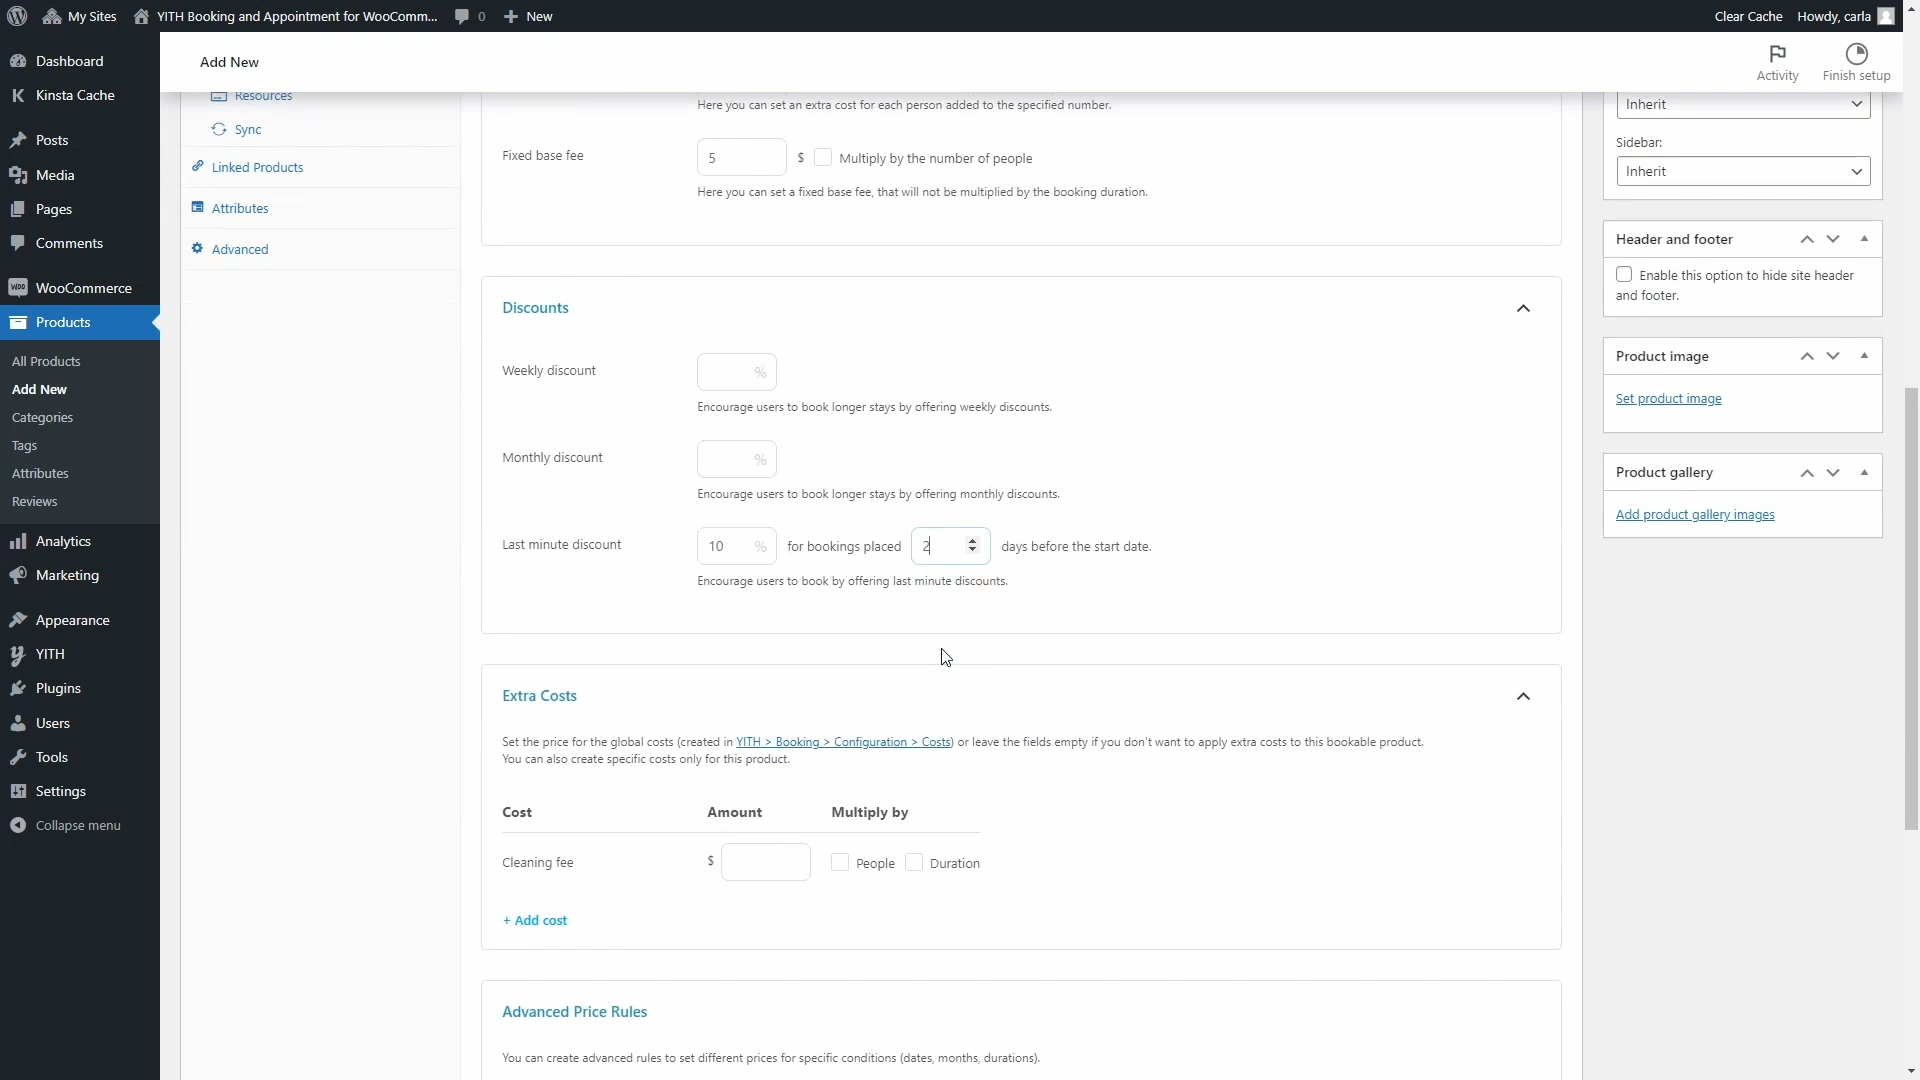 My Sites
YITH Booking and Appointment for WooComm...
0
New
Clear Cache
Howdy, carla
Dashboard
Kinsta Cache
Posts
Media
Pages
Comments
WooCommerce
Products
All Products
Add New
Categories
Tags
Attributes
Reviews
Analytics
Marketing
Appearance
YITH
Plugins
Users
Tools
Settings
Collapse menu
Add New
Activity
Finish setup
Resources
Sync
Linked Products
Attributes
Advanced
Here you can set an extra cost for each person added to the specified number.
Fixed base fee
5 $ Multiply by the number of people
Here you can set a fixed base fee, that will not be multiplied by the booking duration.
Discounts
Weekly discount
%
Encourage users to book longer stays by offering weekly discounts.
Monthly discount
%
Encourage users to book longer stays by offering monthly discounts.
Last minute discount
10 % for bookings placed 2 days before the start date.
Encourage users to book by offering last minute discounts.
Extra Costs
Set the price for the global costs (created in YITH > Booking > Configuration > Costs) or leave the fields empty if you don't want to apply extra costs to this bookable product.
You can also create specific costs only for this product.
Cost Amount Multiply by
Cleaning fee $ People Duration
+ Add cost
Advanced Price Rules
You can create advanced rules to set different prices for specific conditions (dates, months, durations).
Inherit
Sidebar:
Inherit
Header and footer
Enable this option to hide site header
and footer.
Product image
Set product image
Product gallery
Add product gallery images